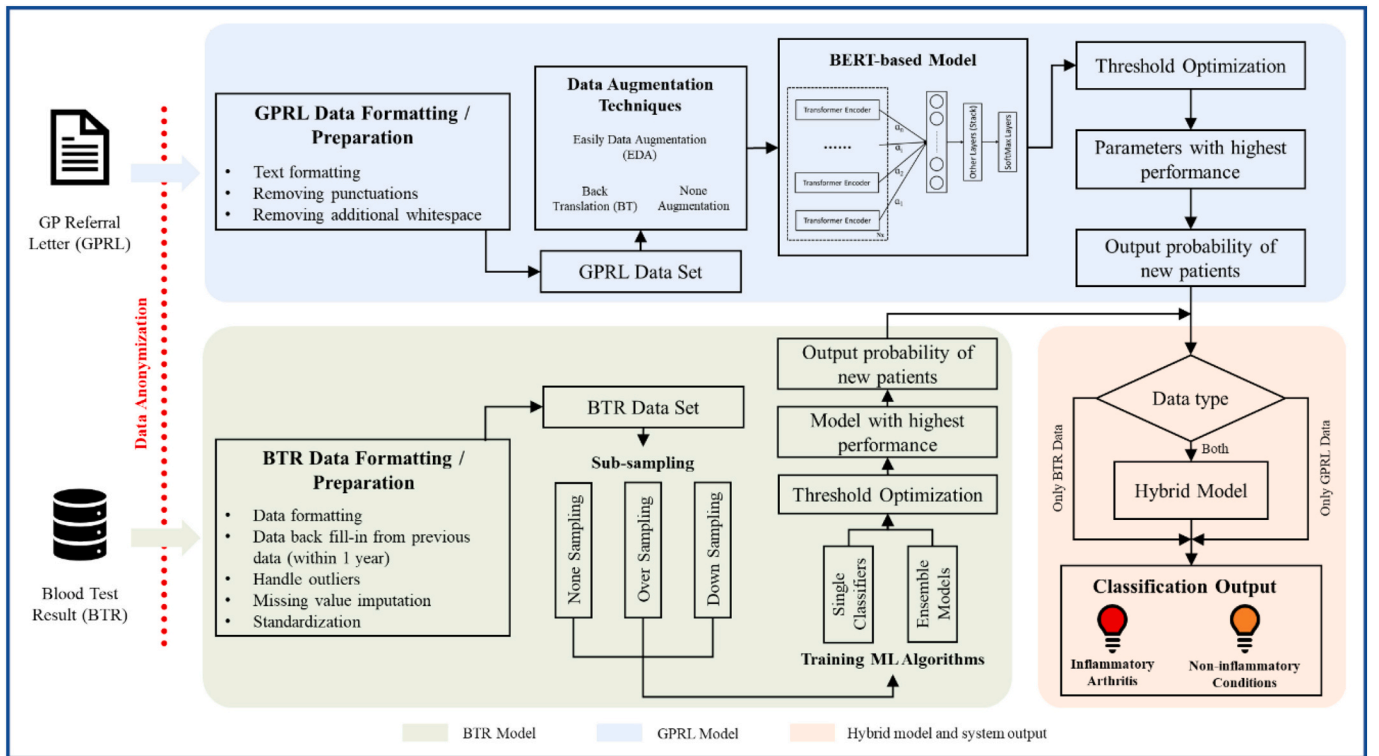 GP Referral
Letter (GPRL)
Data Anonymization
Blood Test
Result (BTR)
GPRL Data Formatting /
Preparation
• Text formatting
• Removing punctuations
• Removing additional whitespace
GPRL Data Set
Data Augmentation
Techniques
Easily Data Augmentation
(EDA)
Back
Translation (BT)
None
Augmentation
BERT-based Model
Transformer Encoder
......
Transformer Encoder
Transformer Encoder
Nx
Other Layers (Stack)
SoftMax Layers
Threshold Optimization
Parameters with highest
performance
Output probability of
new patients
BTR Data Formatting /
Preparation
• Data formatting
• Data back fill-in from previous
data (within 1 year)
• Handle outliers
• Missing value imputation
• Standardization
BTR Data Set
Sub-sampling
None Sampling
Over Sampling
Down Sampling
Output probability of
new patients
Model with highest
performance
Threshold Optimization
Single
Classifiers
Ensemble
Models
Training ML Algorithms
Data type
Only BTR Data
Both
Only GPRL Data
Hybrid Model
Classification Output
Inflammatory
Arthritis
Non-inflammatory
Conditions
BTR Model
GPRL Model
Hybrid model and system output